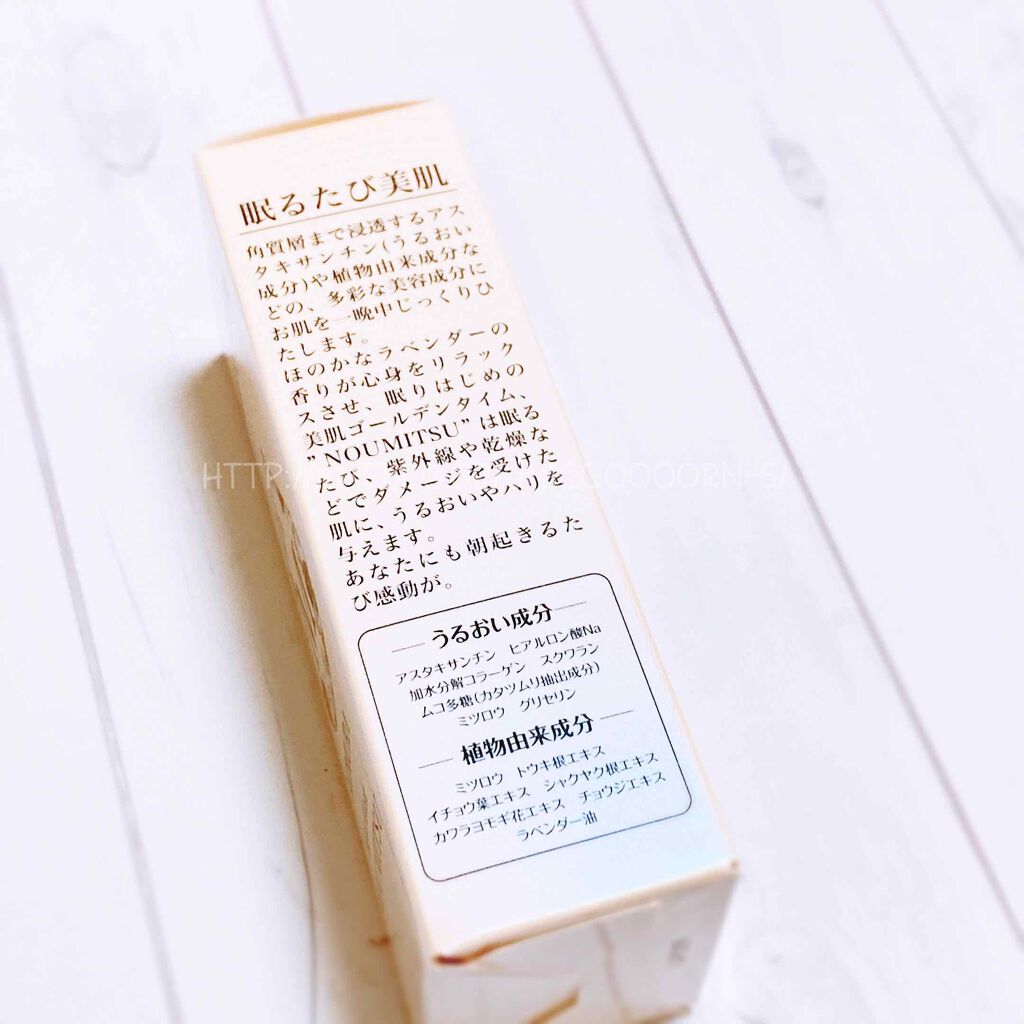 眠るたび美肌
角質層まで浸透するアス
タキサンチン(うるおい
成分)や植物由来成分な
どの、多彩な美容成分に
お肌を一晩中じっくりひ
たします。
ほのかなラベンダーの
香りが心身をリラック
スさせ、眠りはじめの
美肌ゴールデンタイム、
"NOUMITSU"は眠る
たび、紫外線や乾燥な
どでダメージを受けた
肌に、うるおいやハリを
与えます。
あなたにも朝起きるた
び感動が。
うるおい成分
アスタキサンチン ヒアルロン酸Na
加水分解コラーゲン スクワラン
ムコ多糖(カタツムリ抽出成分)
ミツロウ グリセリン
植物由来成分
ミツロウ トウキ根エキス
イチョウ葉エキス シャクヤク根エキス
カワラヨモギ花エキス チョウジエキス
ラベンダー油